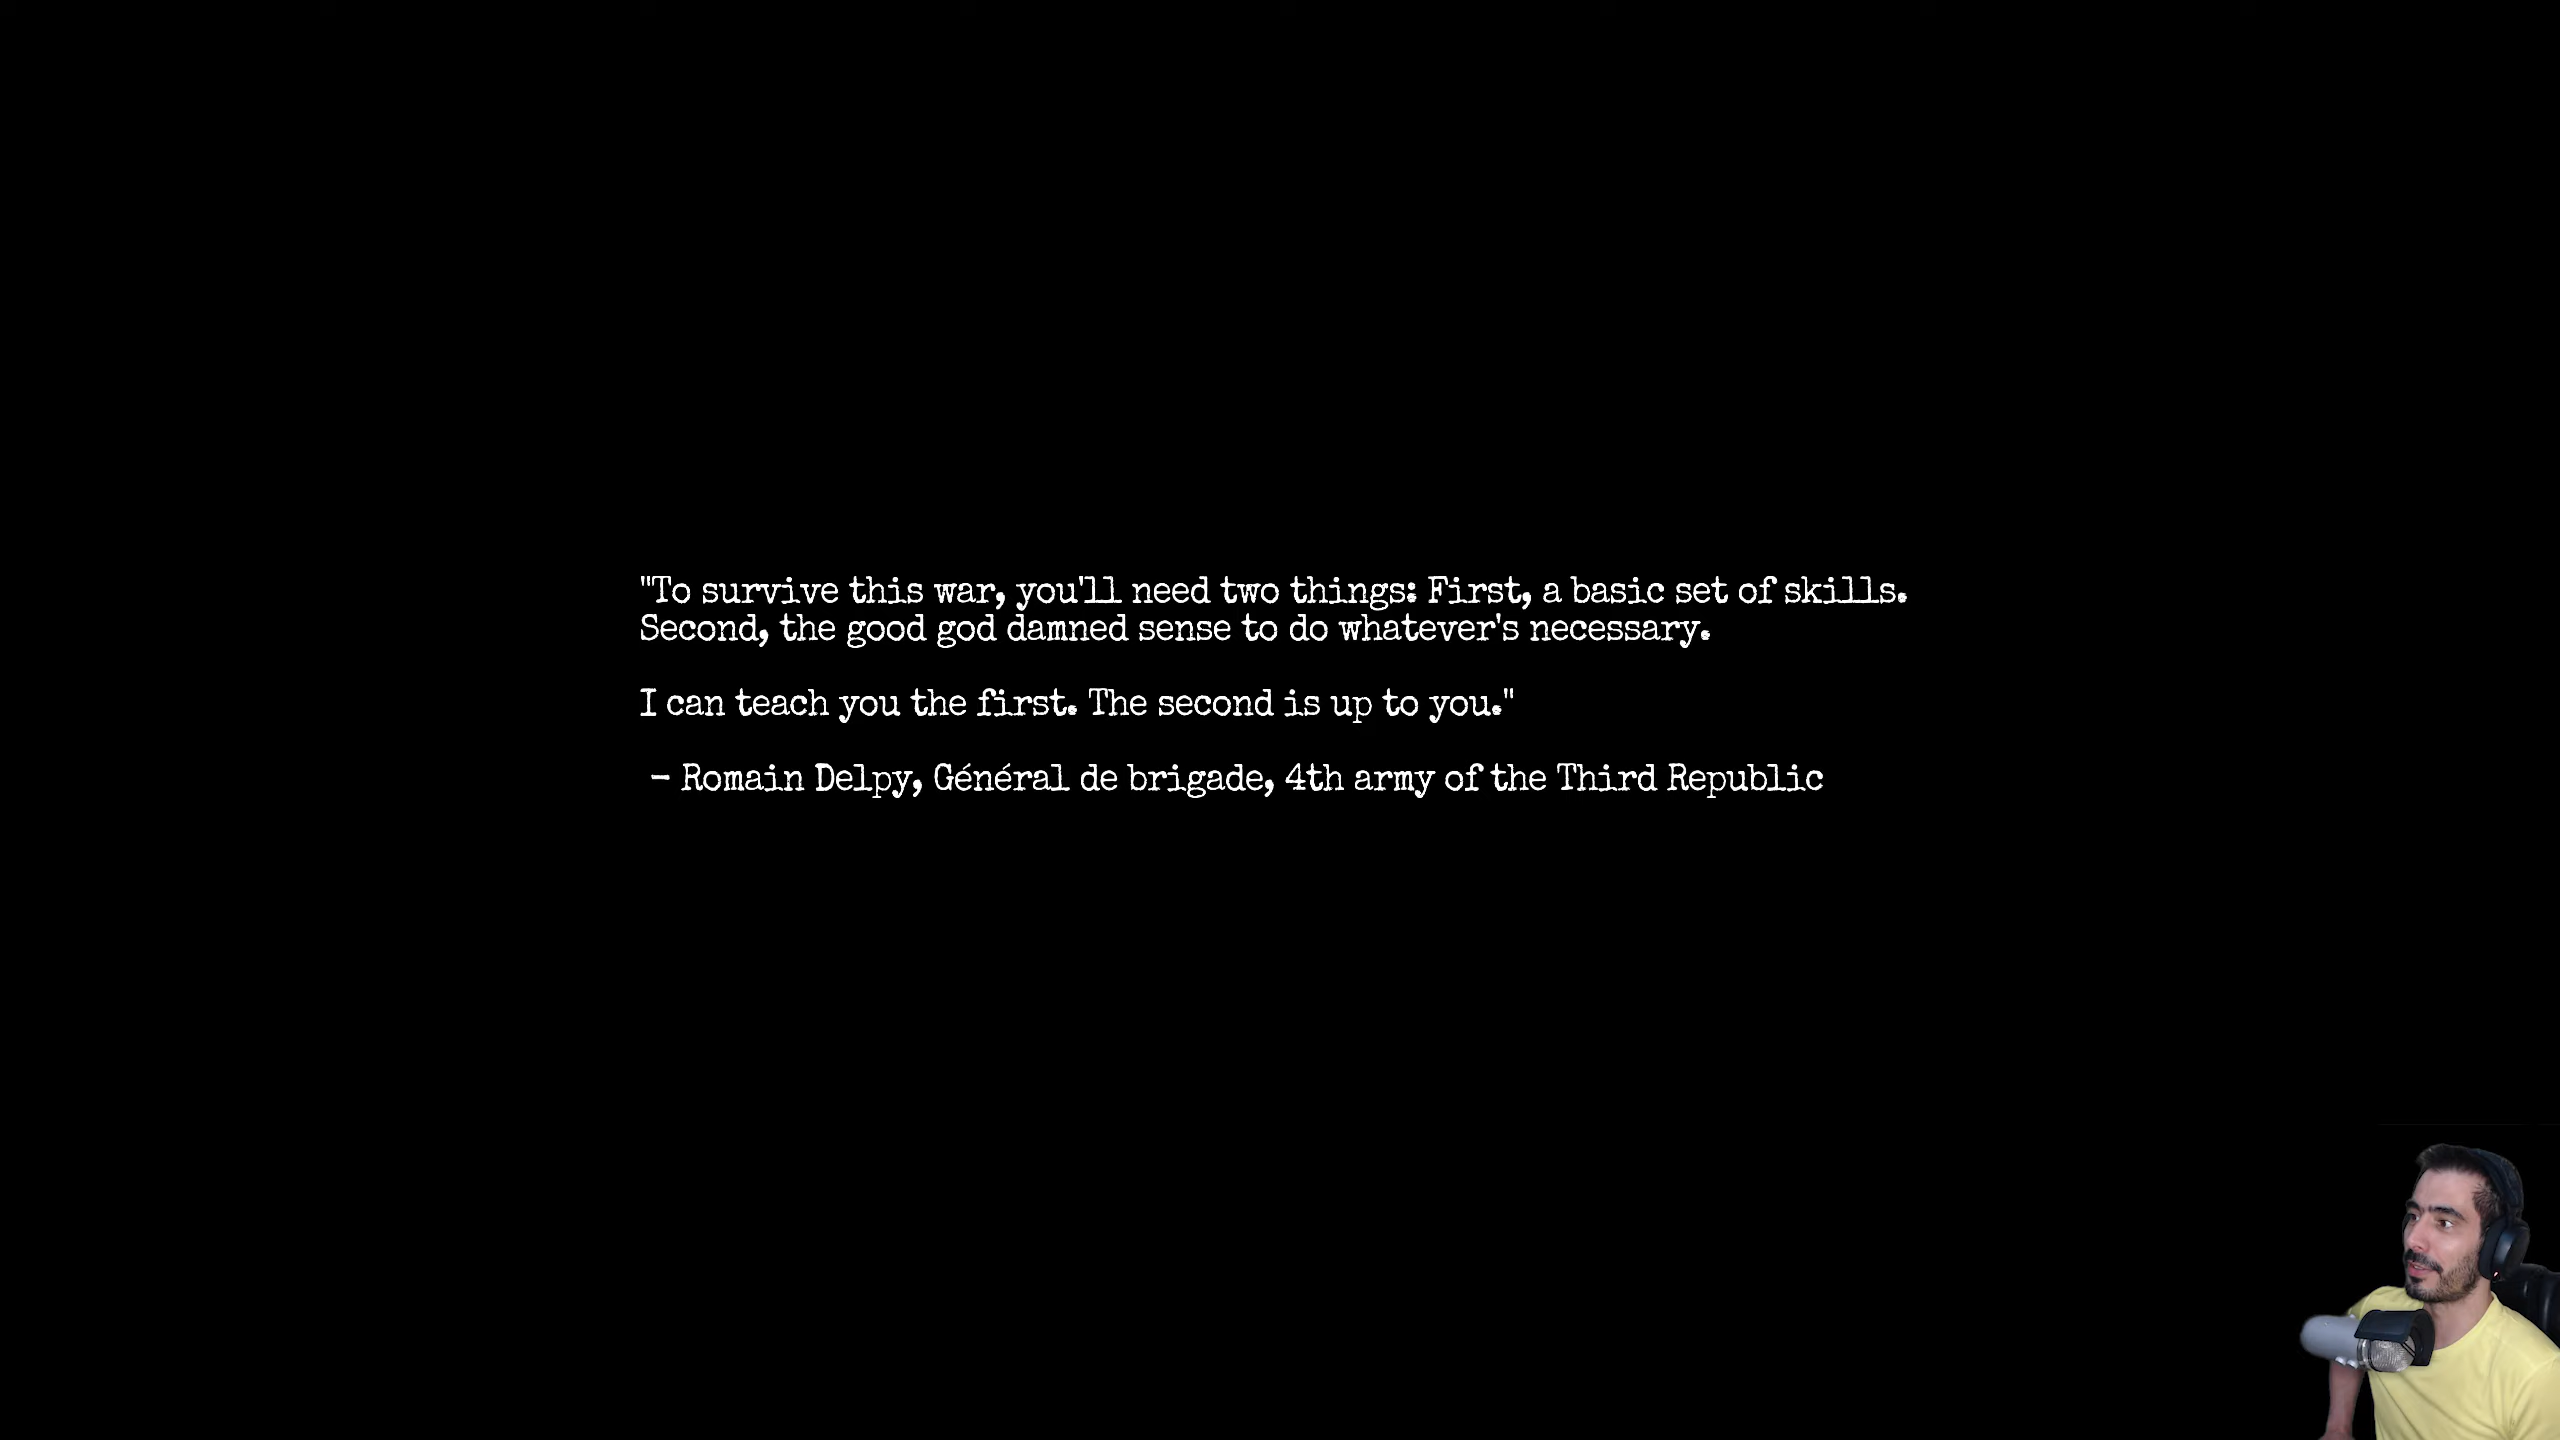 "To survive this war, you'll need two things: First, a basic set of skills.
Second, the good god damned sense to do whatever's necessary.
I can teach you the first. The second is up to you."
– Romain Delpy, Général de brigade, 4th army of the Third Republic